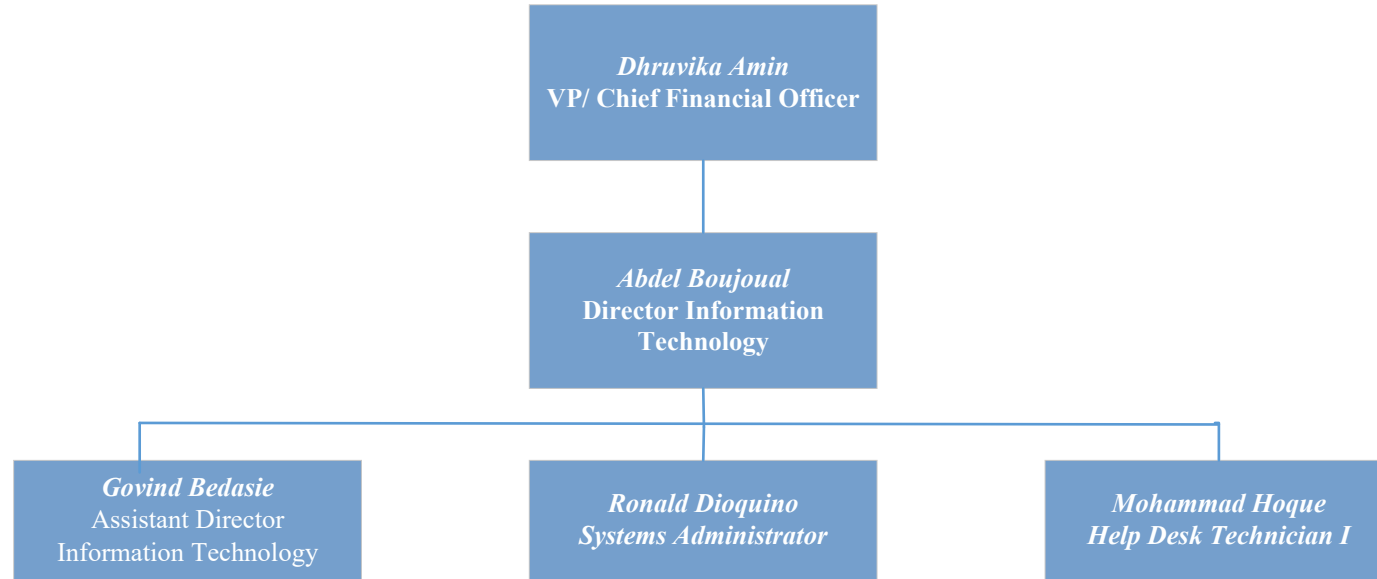 Dhruvika Amin
VP/ Chief Financial Officer
Abdel Boujoual
Director Information
Technology
Govind Bedasie
Assistant Director
Information Technology
Ronald Dioquino
Systems Administrator
Mohammad Hoque
Help Desk Technician I